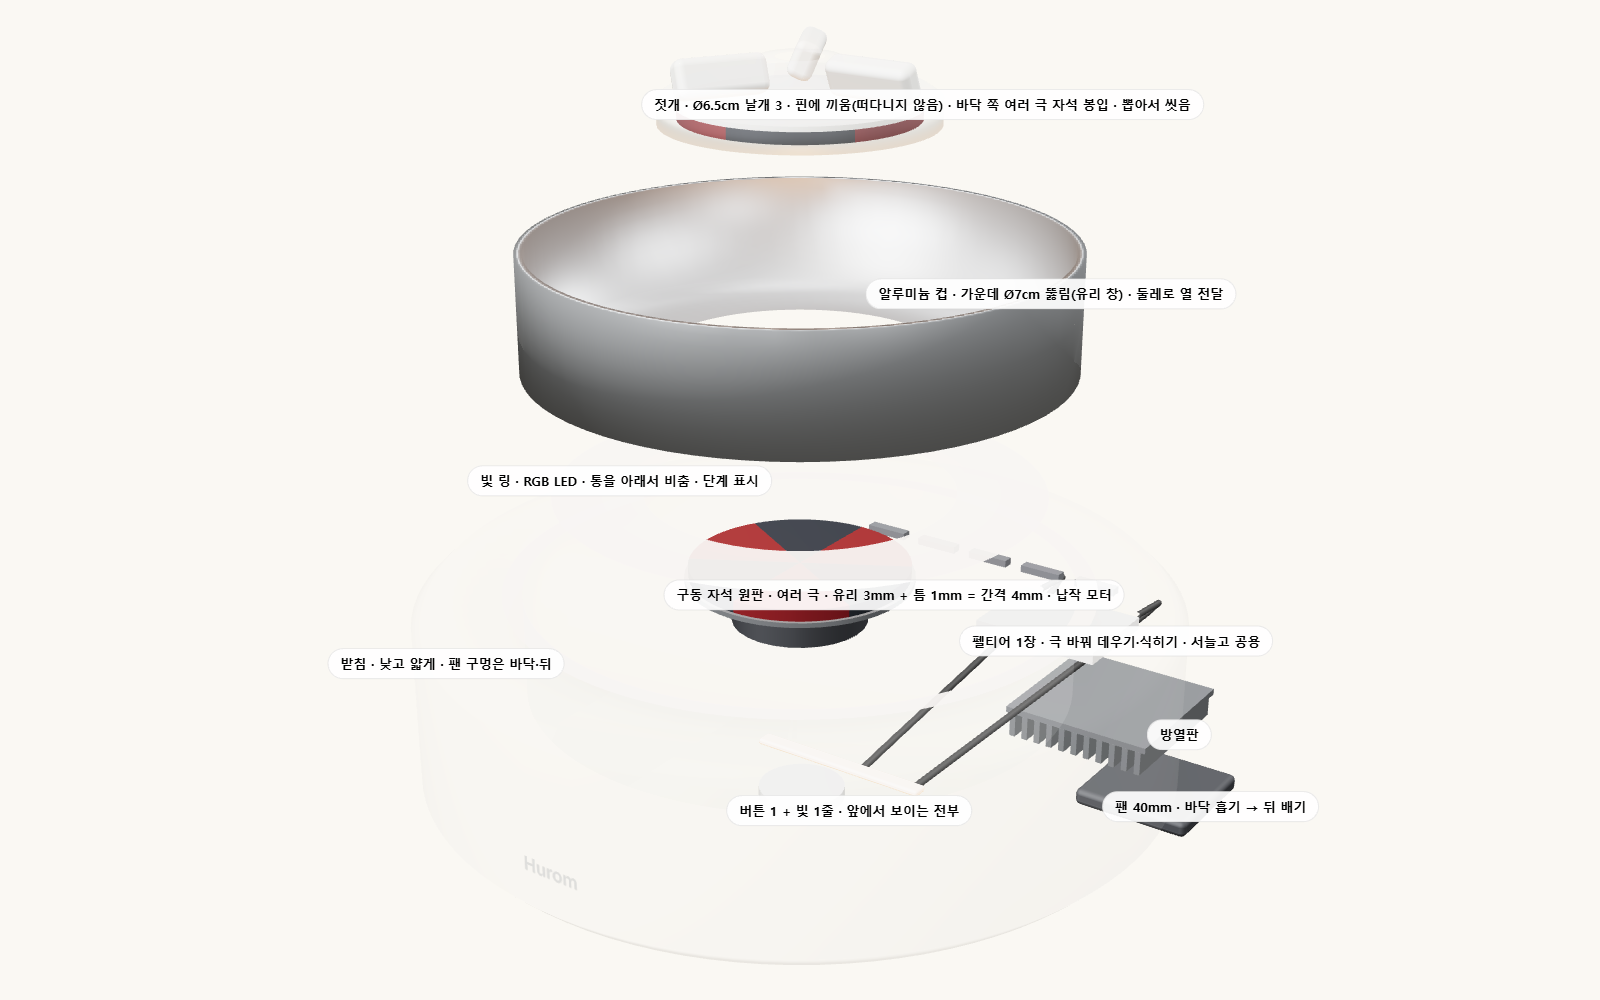 젓개 · Ø6.5cm 날개 3 · 핀에 끼움(떠다니지 않음) · 바닥 쪽 여러 극 자석 봉입 · 뽑아서 씻음
알루미늄 컵 · 가운데 Ø7cm 뚫림(유리 창) · 둘레로 열 전달
빛 링 · RGB LED · 통을 아래서 비춤 · 단계 표시
구동 자석 원판 · 여러 극 · 유리 3mm + 틈 1mm = 간격 4mm · 납작 모터
펠티어 1장 · 극 바꿔 데우기·식히기 · 서늘고 공용
받침 · 낮고 얇게 · 팬 구멍은 바닥·뒤
방열판
팬 40mm · 바닥 흡기 → 뒤 배기
버튼 1 + 빛 1줄 · 앞에서 보이는 전부
Hurom